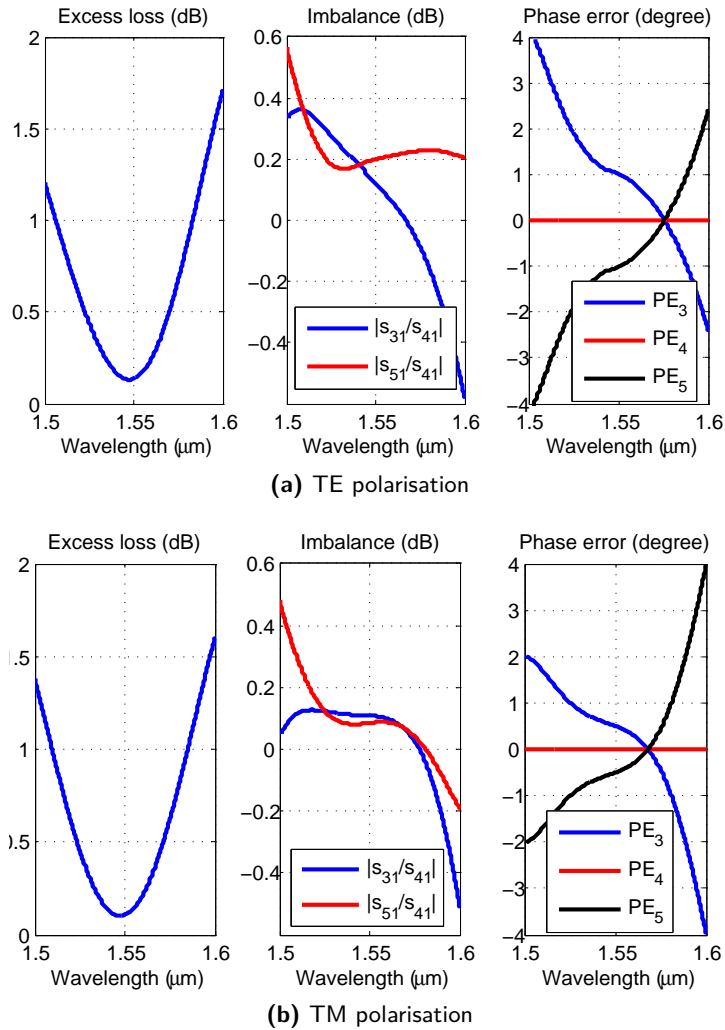 Excess loss (dB)
2
1.5
1
0.5
0
1.5
1.55
1.6
Wavelength (μm)
Imbalance (dB)
0.6
0.4
0.2
0
−0.2
−0.4
1.5
1.55
1.6
Wavelength (μm)
|s31/s41|
|s51/s41|
Phase error (degree)
4
3
2
1
0
−1
−2
−3
−4
1.5
1.55
1.6
Wavelength (μm)
PE3
PE4
PE5
(a) TE polarisation
Excess loss (dB)
2
1.5
1
0.5
0
1.5
1.55
1.6
Wavelength (μm)
Imbalance (dB)
0.6
0.4
0.2
0
−0.2
−0.4
1.5
1.55
1.6
Wavelength (μm)
|s31/s41|
|s51/s41|
Phase error (degree)
4
3
2
1
0
−1
−2
−3
−4
1.5
1.55
1.6
Wavelength (μm)
PE3
PE4
PE5
(b) TM polarisation